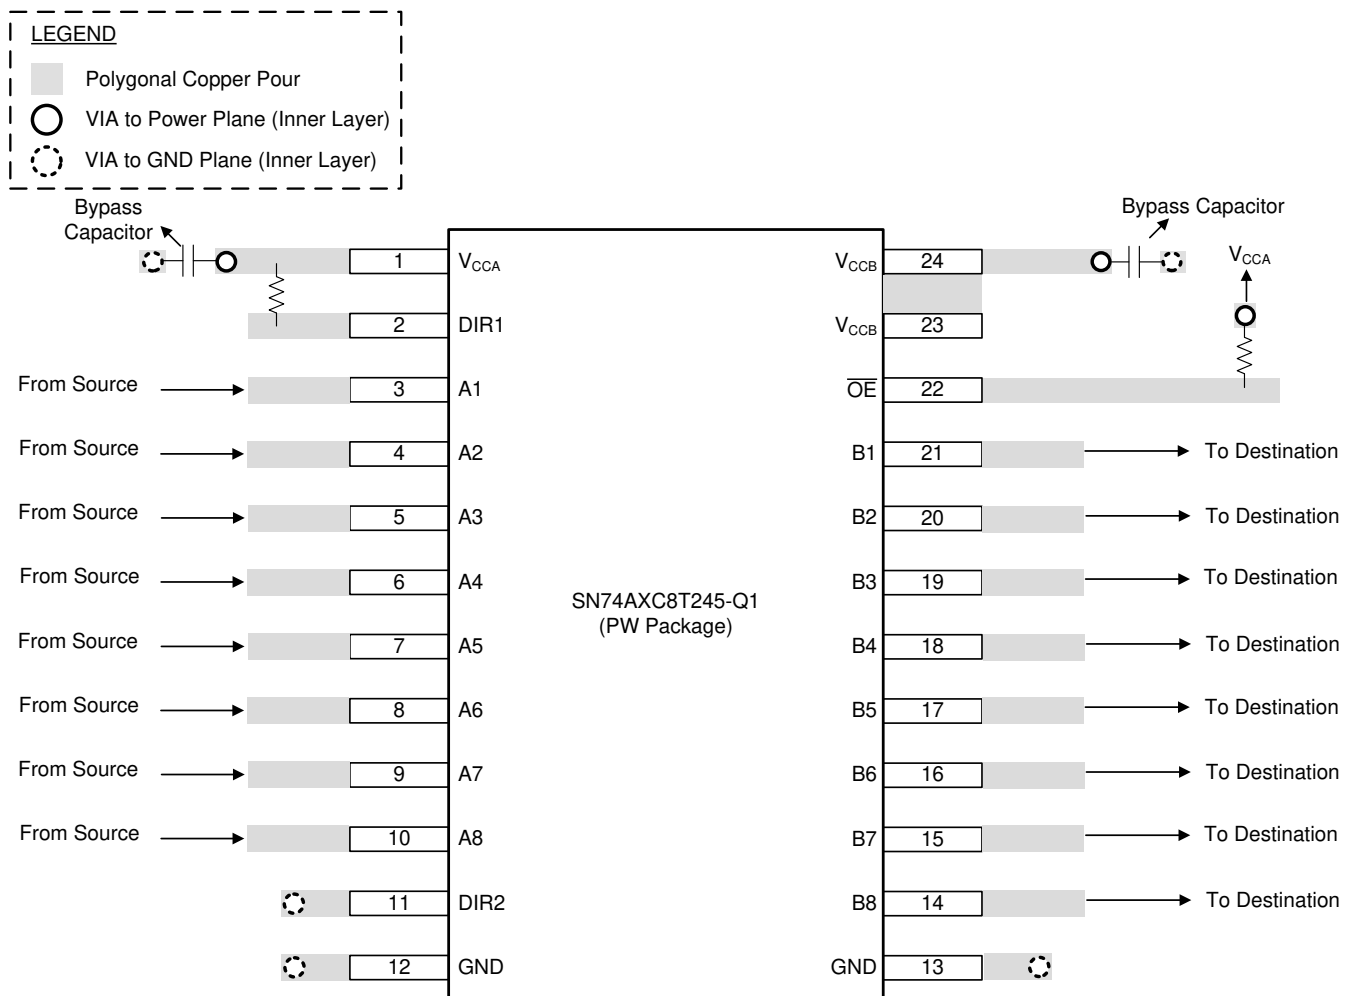 LEGEND
Polygonal Copper Pour
VIA to Power Plane (Inner Layer)
VIA to GND Plane (Inner Layer)
Bypass
Capacitor
Bypass Capacitor
1 VCCA
VCCB 24
VCCA
2 DIR1
VCCB 23
From Source 3 A1
OE 22
From Source 4 A2
B1 21 To Destination
From Source 5 A3
B2 20 To Destination
From Source 6 A4
B3 19 To Destination
SN74AXC8T245-Q1
(PW Package)
From Source 7 A5
B4 18 To Destination
From Source 8 A6
B5 17 To Destination
From Source 9 A7
B6 16 To Destination
From Source 10 A8
B7 15 To Destination
11 DIR2
B8 14 To Destination
12 GND
GND 13